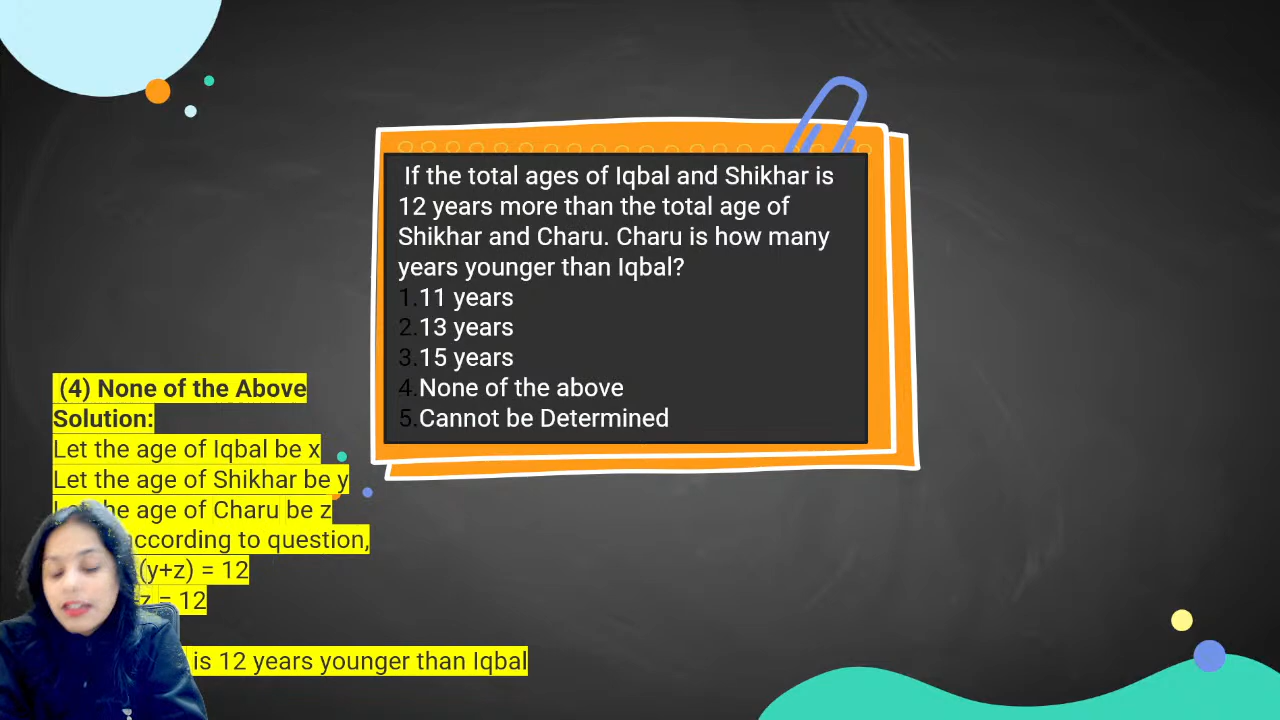 If the total ages of Iqbal and Shikhar is
12 years more than the total age of
Shikhar and Charu. Charu is how many
years younger than Iqbal?
1.11 years
2.13 years
3.15 years
4.None of the above
5.Cannot be Determined
(4) None of the Above
Solution:
Let the age of Iqbal be x
Let the age of Shikhar be y
the age of Charu be z
according to question,
(y+z) = 12
z = 12
is 12 years younger than Iqbal